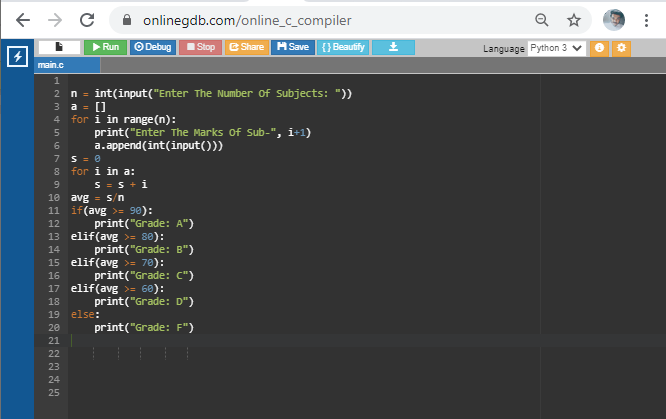 onlinegdb.com/online_c_compiler
Run Debug Stop Share Save { } Beautify Language Python 3
main.c
1
2 n = int(input("Enter The Number Of Subjects: "))
3 a = []
4 for i in range(n):
5 print("Enter The Marks Of Sub-", i+1)
6 a.append(int(input()))
7 s = 0
8 for i in a:
9 s = s + i
10 avg = s/n
11 if(avg >= 90):
12 print("Grade: A")
13 elif(avg >= 80):
14 print("Grade: B")
15 elif(avg >= 70):
16 print("Grade: C")
17 elif(avg >= 60):
18 print("Grade: D")
19 else:
20 print("Grade: F")
21
22
23
24
25